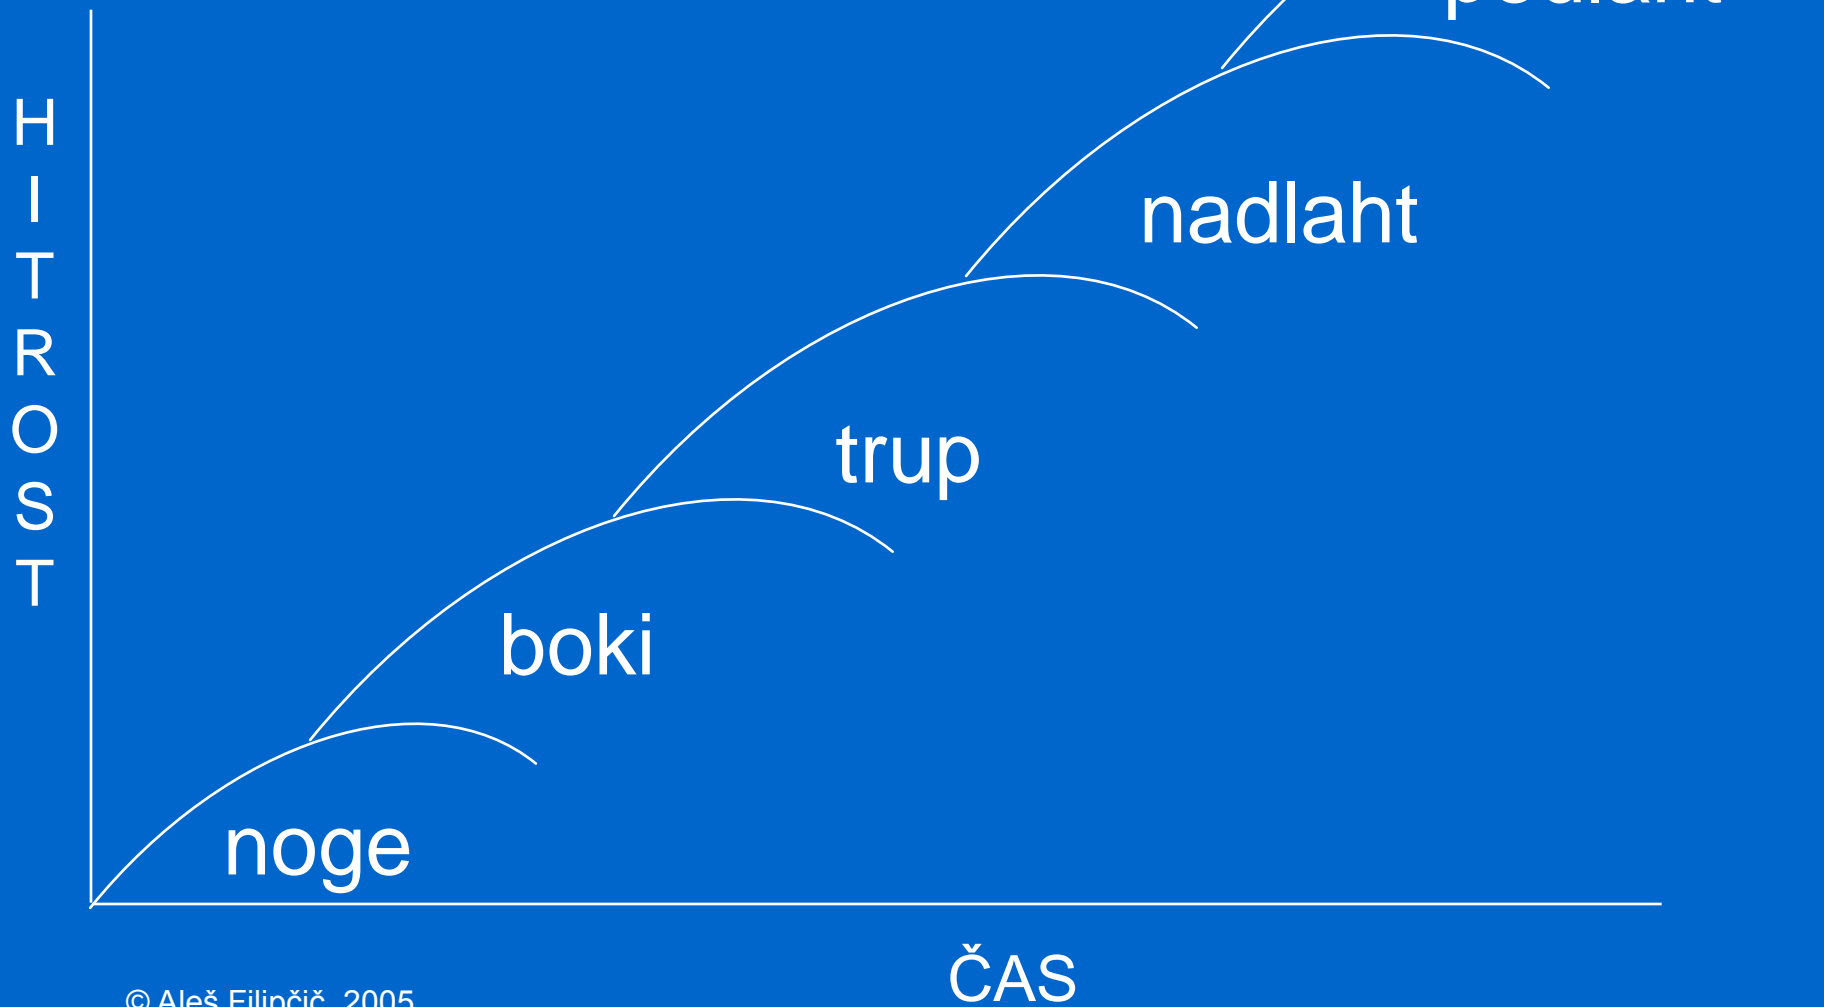 HITROST
nadlaht
trup
boki
noge
ČAS
© Aleš Filipčič, 2005